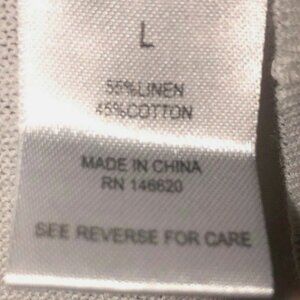 L
55%LINEN
45%COTTON
MADE IN CHINA
RN 146620
SEE REVERSE FOR CARE